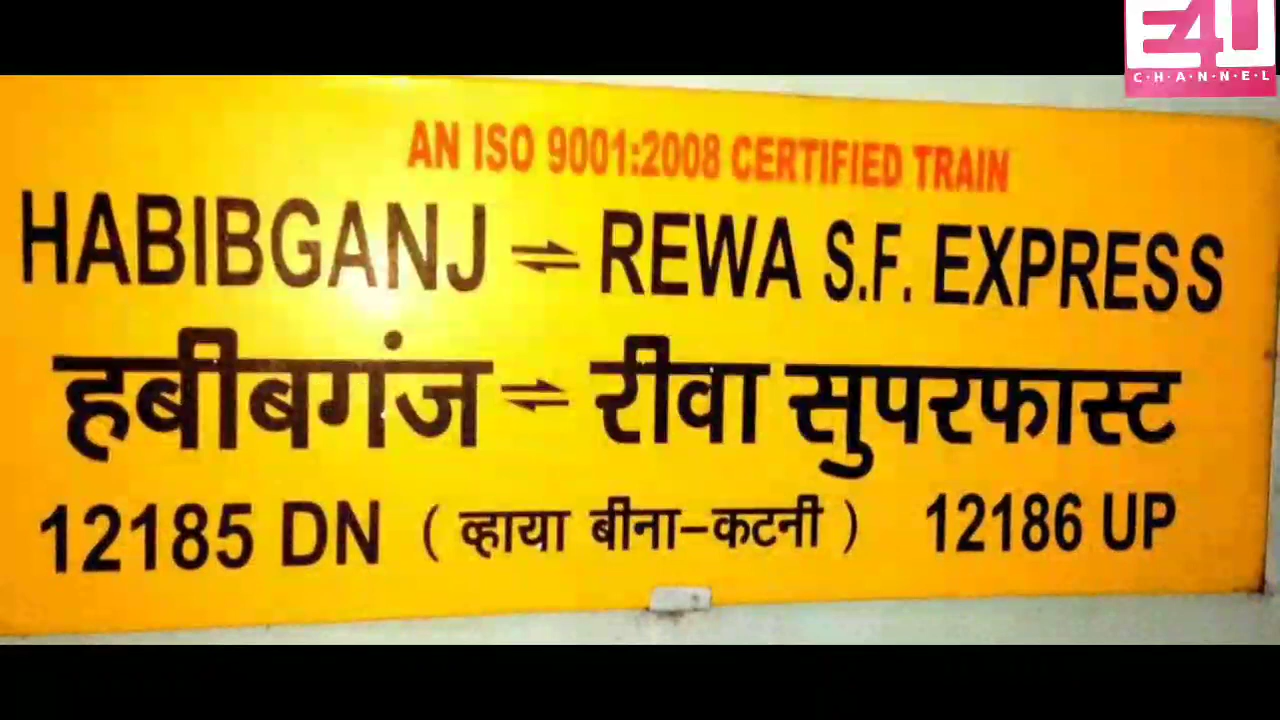 E4U
C·H·A·N·N·E·L
AN ISO 9001:2008 CERTIFIED TRAIN
HABIBGANJ ⇌ REWA S.F. EXPRESS
हबीबगंज ⇌ रीवा सुपरफास्ट
12185 DN ( व्हाया बीना-कटनी ) 12186 UP